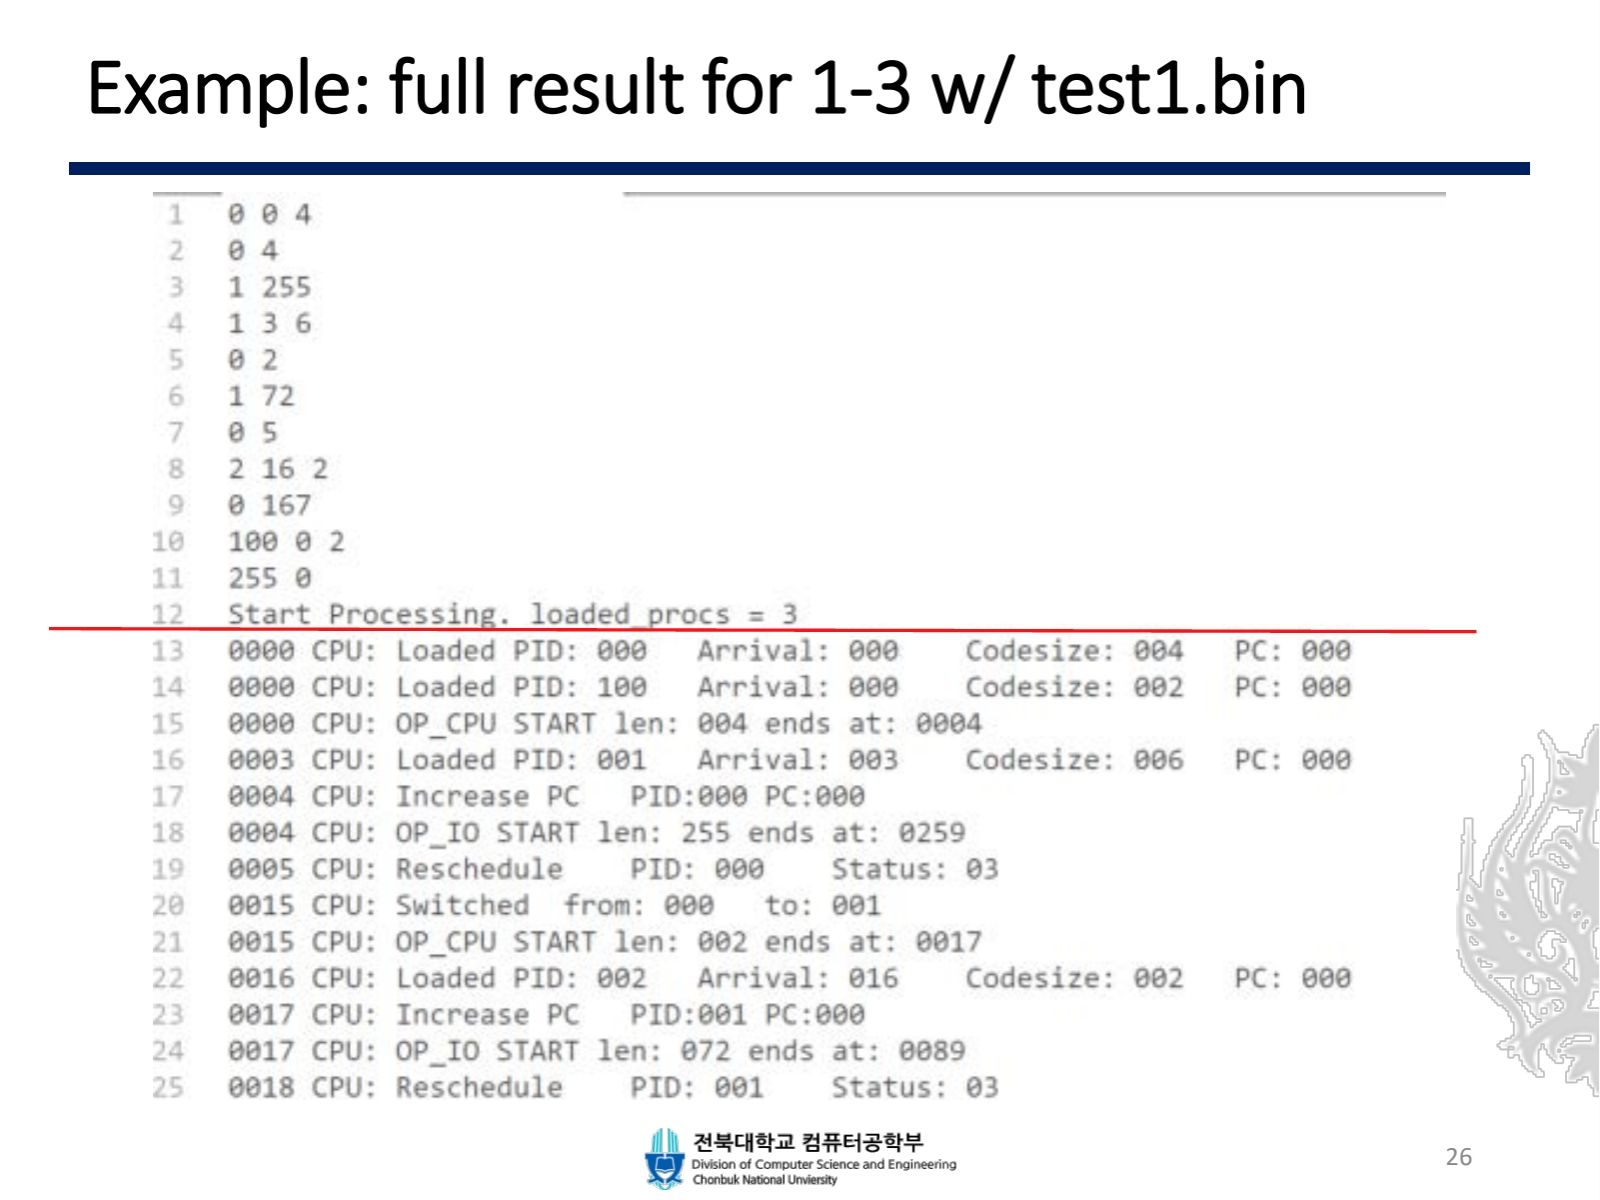 Example: full result for 1-3 w/ test1.bin
1 0 0 4
2 0 4
3 1 255
4 1 3 6
5 0 2
6 1 72
7 0 5
8 2 16 2
9 0 167
10 100 0 2
11 255 0
12 Start Processing. loaded_procs = 3
13 0000 CPU: Loaded PID: 000 Arrival: 000 Codesize: 004 PC: 000
14 0000 CPU: Loaded PID: 100 Arrival: 000 Codesize: 002 PC: 000
15 0000 CPU: OP_CPU START len: 004 ends at: 0004
16 0003 CPU: Loaded PID: 001 Arrival: 003 Codesize: 006 PC: 000
17 0004 CPU: Increase PC PID:000 PC:000
18 0004 CPU: OP_IO START len: 255 ends at: 0259
19 0005 CPU: Reschedule PID: 000 Status: 03
20 0015 CPU: Switched from: 000 to: 001
21 0015 CPU: OP_CPU START len: 002 ends at: 0017
22 0016 CPU: Loaded PID: 002 Arrival: 016 Codesize: 002 PC: 000
23 0017 CPU: Increase PC PID:001 PC:000
24 0017 CPU: OP_IO START len: 072 ends at: 0089
25 0018 CPU: Reschedule PID: 001 Status: 03
전북대학교 컴퓨터공학부
Division of Computer Science and Engineering
Chonbuk National Unviersity
26